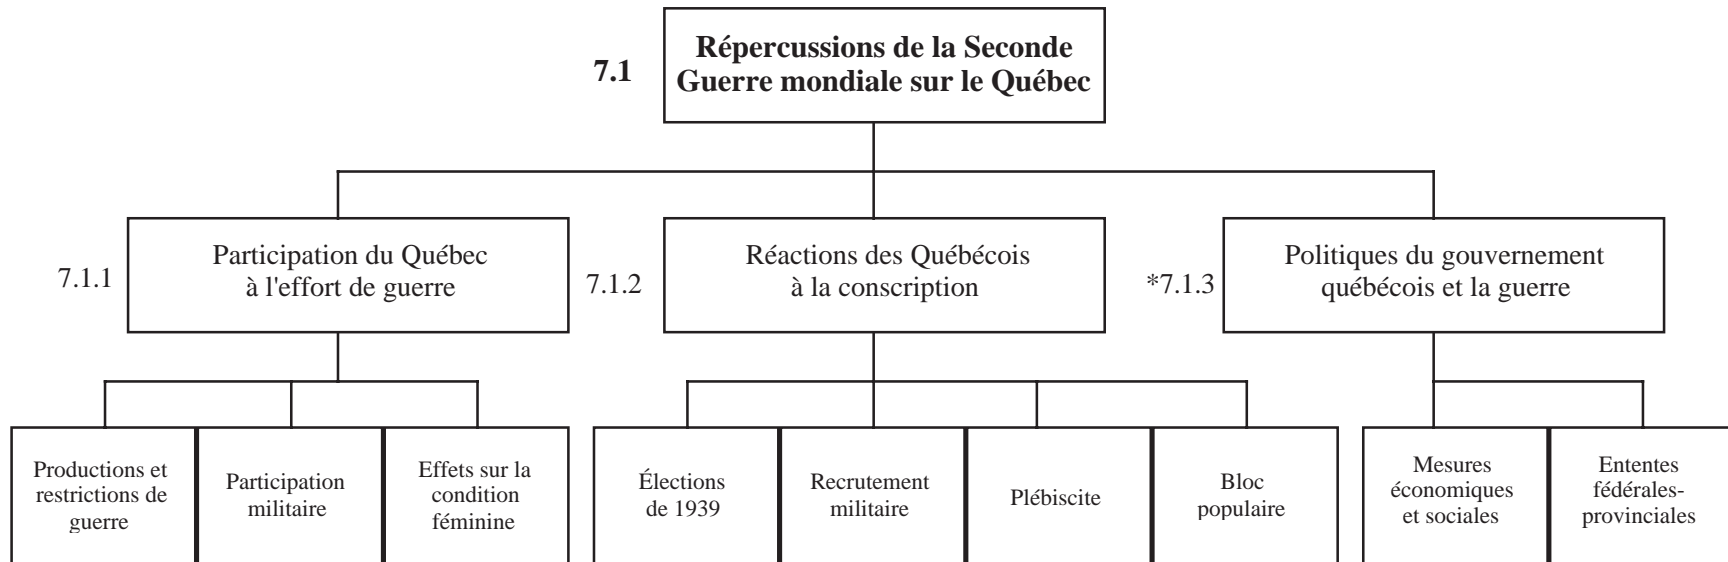 7.1
Répercussions de la Seconde
Guerre mondiale sur le Québec
7.1.1
Participation du Québec
à l'effort de guerre
7.1.2
Réactions des Québécois
à la conscription
*7.1.3
Politiques du gouvernement
québécois et la guerre
Productions et
restrictions de
guerre
Participation
militaire
Effets sur la
condition
féminine
Élections
de 1939
Recrutement
militaire
Plébiscite
Bloc
populaire
Mesures
économiques
et sociales
Ententes
fédérales-
provinciales